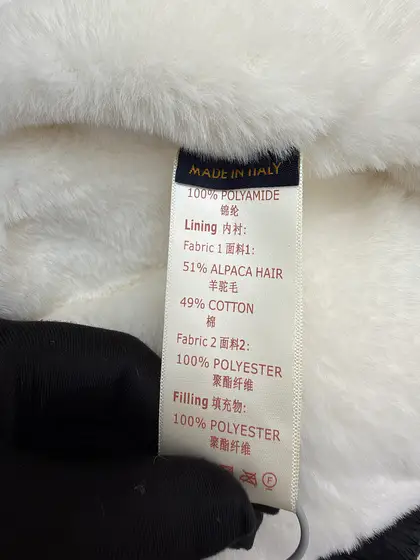 MADE IN ITALY
100% POLYAMIDE
锦纶
Lining 内衬:
Fabric 1 面料1:
51% ALPACA HAIR
羊驼毛
49% COTTON
棉
Fabric 2 面料2:
100% POLYESTER
聚酯纤维
Filling 填充物:
100% POLYESTER
聚酯纤维
F